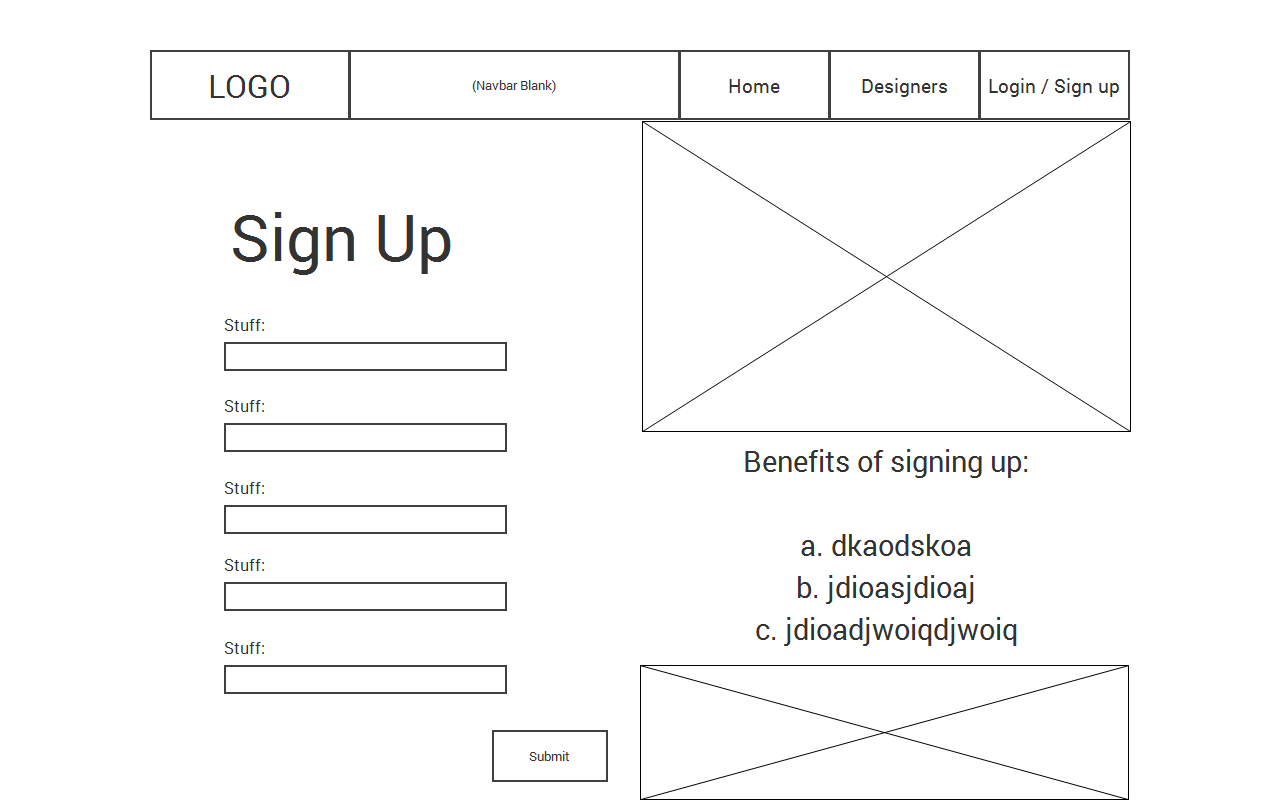 LOGO
(Navbar Blank)
Home
Designers
Login / Sign up
Sign Up
Stuff:
Stuff:
Stuff:
Stuff:
Stuff:
Submit
Benefits of signing up:
a. dkaodskoa
b. jdioasjdioaj
c. jdioadjwoiqdjwoiq